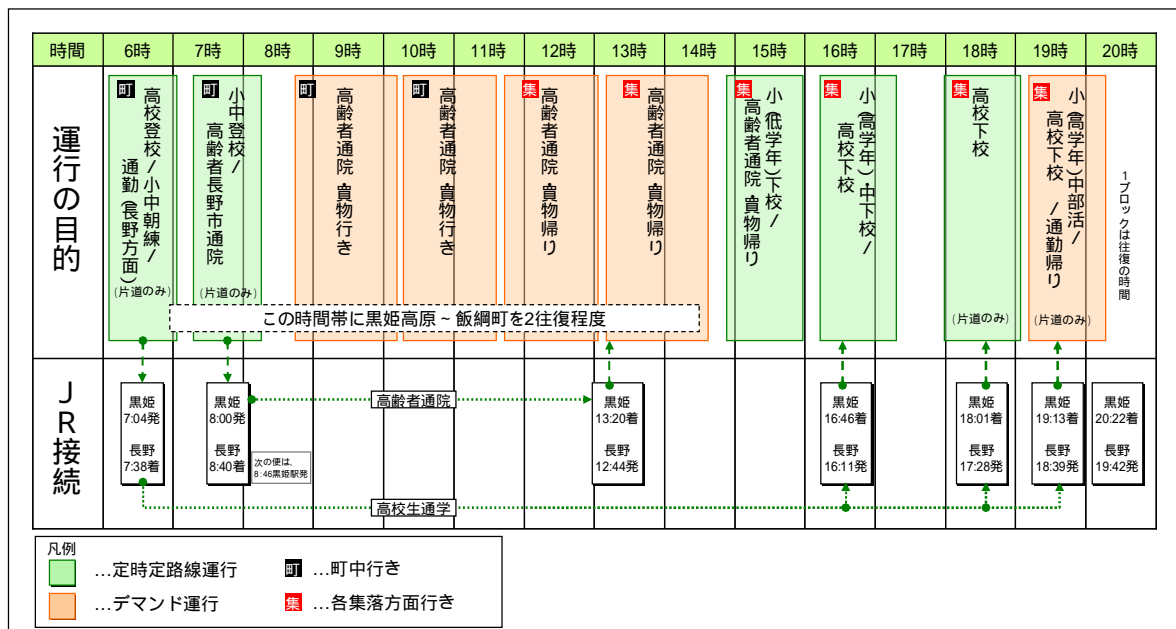 時間 6時 7時 8時 9時 10時 11時 12時 13時 14時 15時 16時 17時 18時 19時 20時
運行の目的
町
高校登校/小中朝練/
通勤(長野方面)
(片道のみ)
町
小中登校/
高齢者長野市通院
(片道のみ)
町
高齢者通院・買物行き
町
高齢者通院・買物行き
集
高齢者通院・買物帰り
集
高齢者通院・買物帰り
集
小(低学年)下校/
高齢者通院・買物帰り
集
小(高学年)・中下校/
高校下校
集
高校下校
(片道のみ)
集
小(高学年)中部活/
高校下校 /通勤帰り
(片道のみ)
1ブロックは往復の時間
この時間帯に黒姫高原~飯綱町を2往復程度
JR接続
黒姫
7:04発
長野
7:38着
黒姫
8:00発
長野
8:40着
次の便は、
8:46黒姫駅発
高齢者通院
黒姫
13:20着
長野
12:44発
黒姫
16:46着
長野
16:11発
黒姫
18:01着
長野
17:28発
黒姫
19:13着
長野
18:39発
黒姫
20:22着
長野
19:42発
高校生通学
凡例
…定時定路線運行
町 …町中行き
…デマンド運行
集 …各集落方面行き